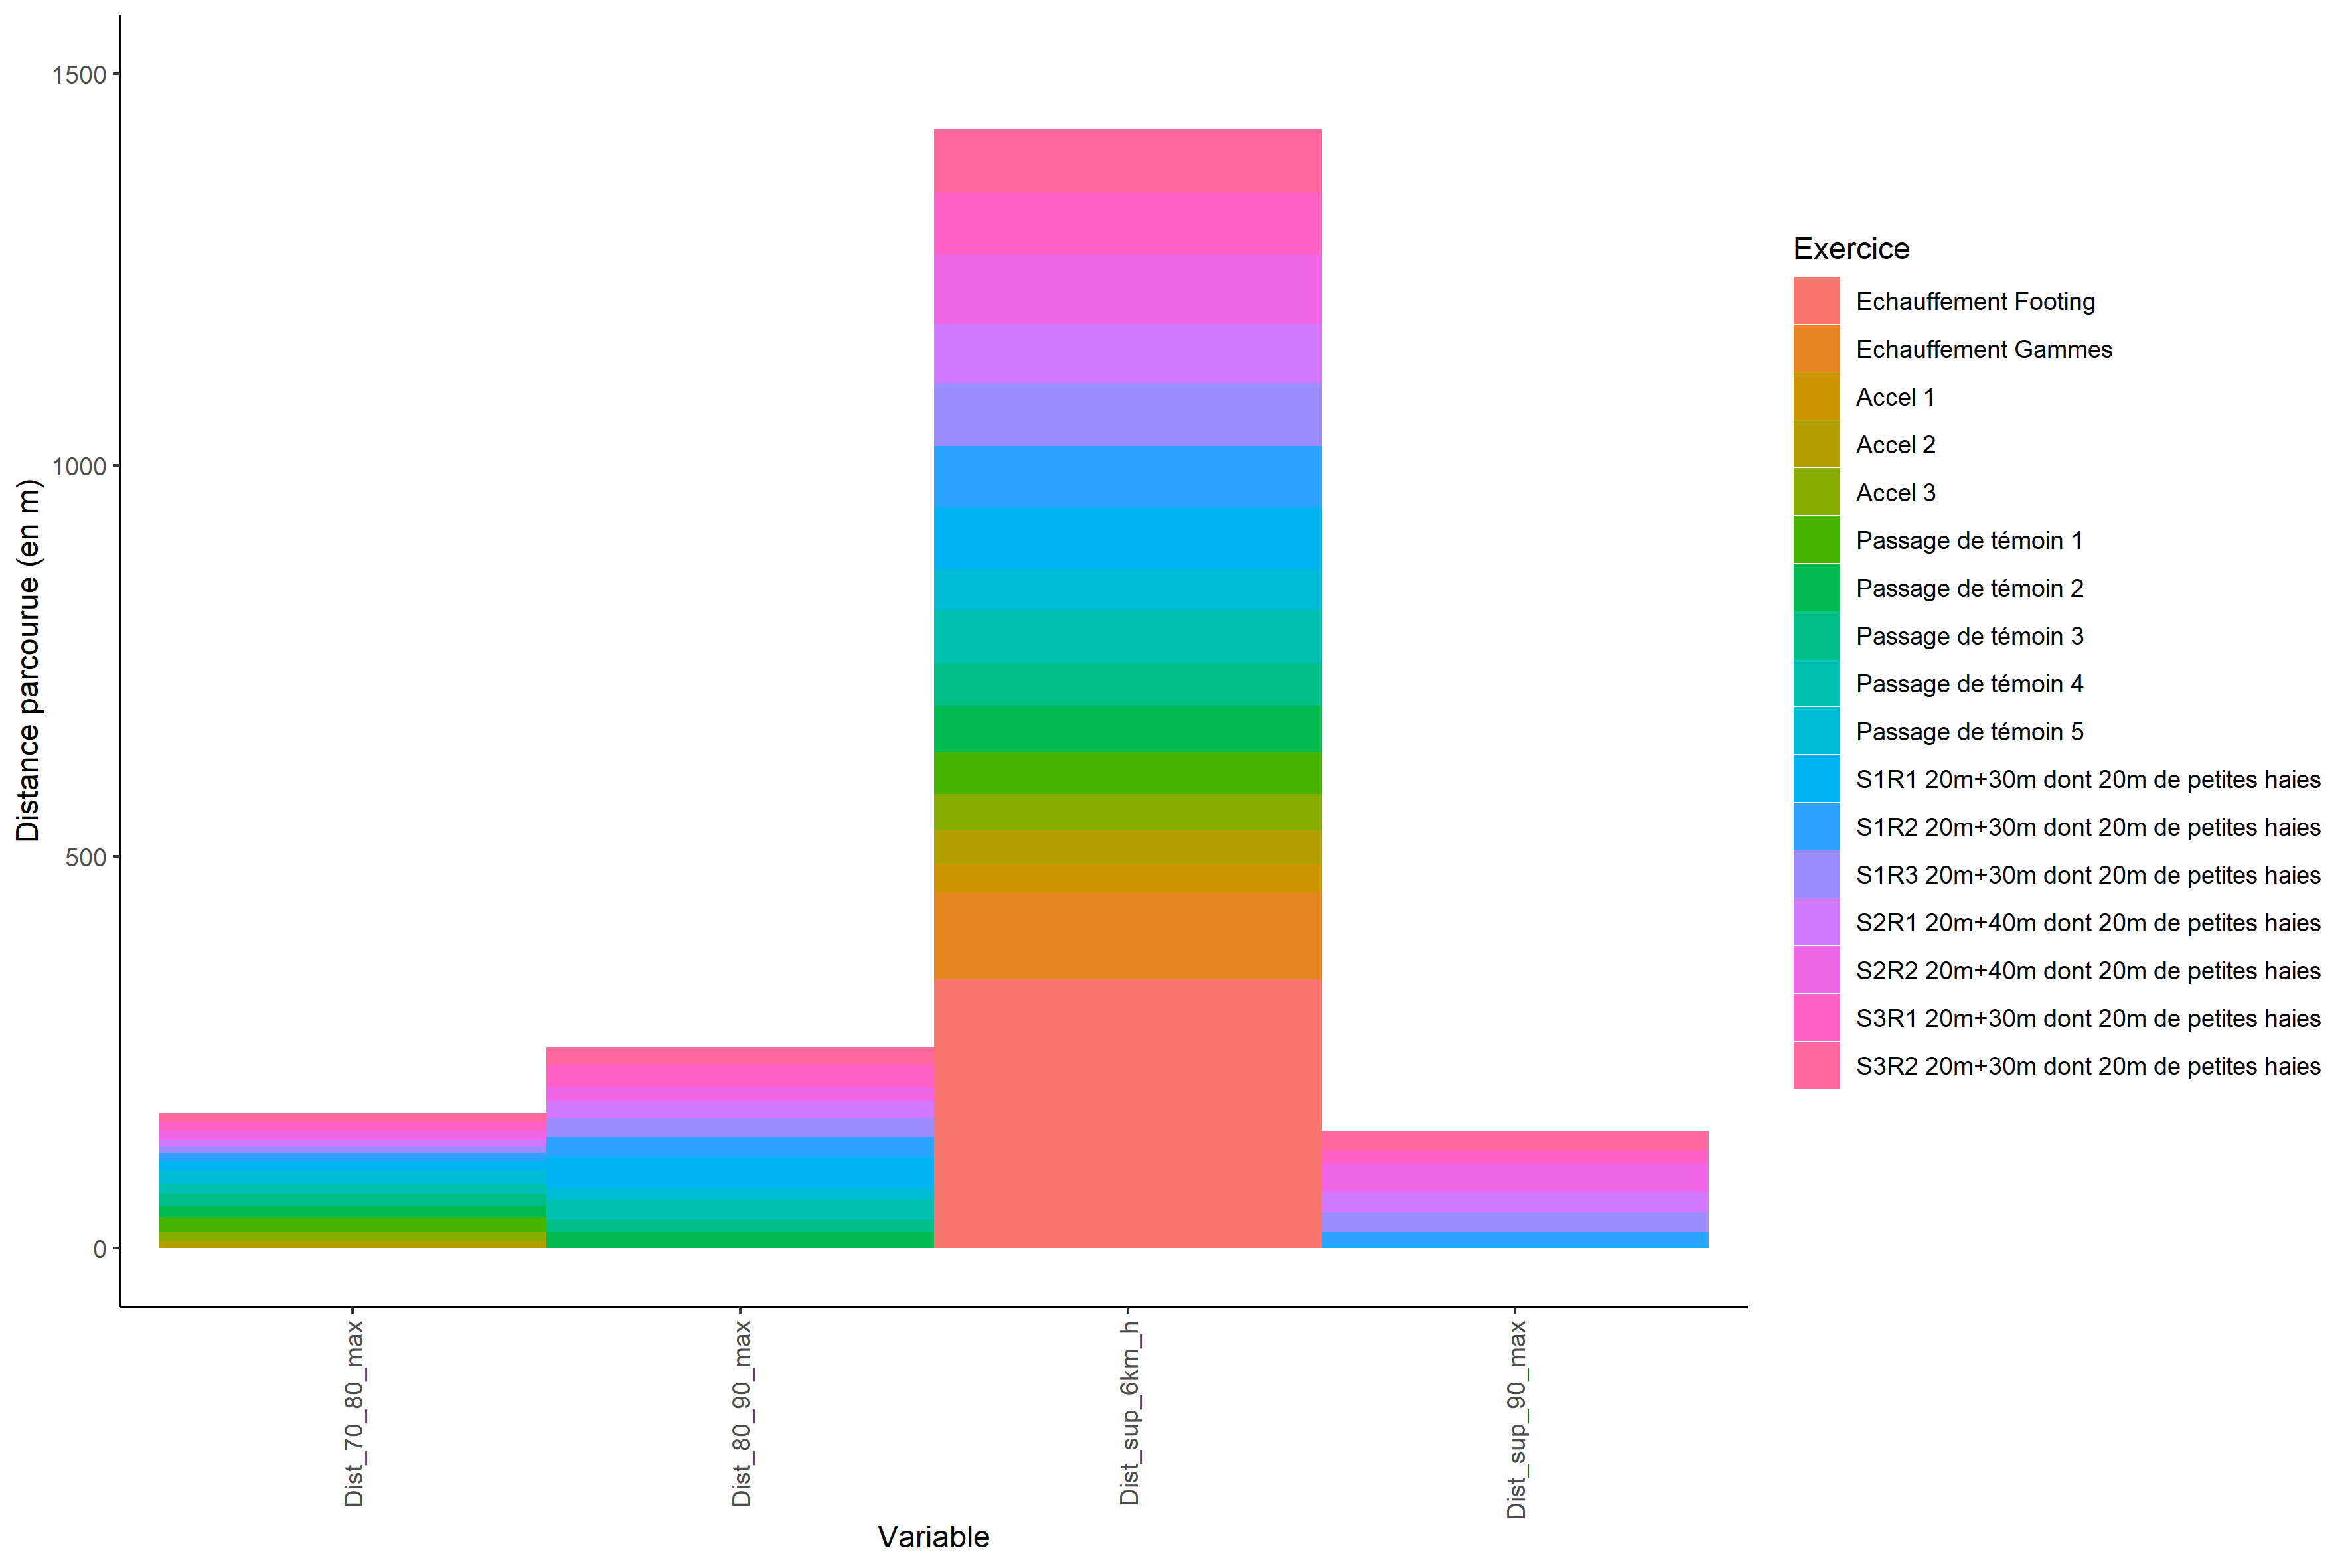 1500
1000
500
0
Distance parcourue (en m)
Dist_70_80_max
Dist_80_90_max
Dist_sup_6km_h
Dist_sup_90_max
Variable
Exercice
Echauffement Footing
Echauffement Gammes
Accel 1
Accel 2
Accel 3
Passage de témoin 1
Passage de témoin 2
Passage de témoin 3
Passage de témoin 4
Passage de témoin 5
S1R1 20m+30m dont 20m de petites haies
S1R2 20m+30m dont 20m de petites haies
S1R3 20m+30m dont 20m de petites haies
S2R1 20m+40m dont 20m de petites haies
S2R2 20m+40m dont 20m de petites haies
S3R1 20m+30m dont 20m de petites haies
S3R2 20m+30m dont 20m de petites haies